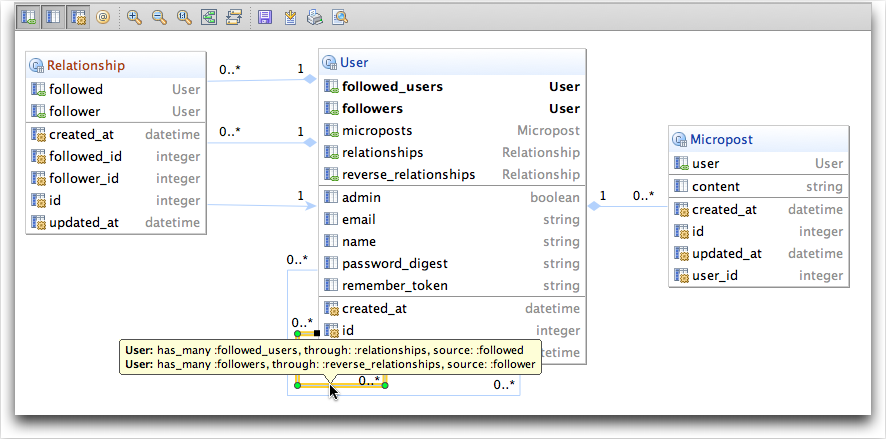 Relationship
followed User
follower User
created_at datetime
followed_id integer
follower_id integer
id integer
updated_at datetime
0..* 1
0..* 1
1
User
followed_users User
followers User
microposts Micropost
relationships Relationship
reverse_relationships Relationship
admin boolean
email string
name string
password_digest string
remember_token string
created_at datetime
id integer
1 0..*
Micropost
user User
content string
created_at datetime
id integer
updated_at datetime
user_id integer
0..*
0..*
User: has_many :followed_users, through: :relationships, source: :followed
User: has_many :followers, through: :reverse_relationships, source: :follower
0..*
0..*